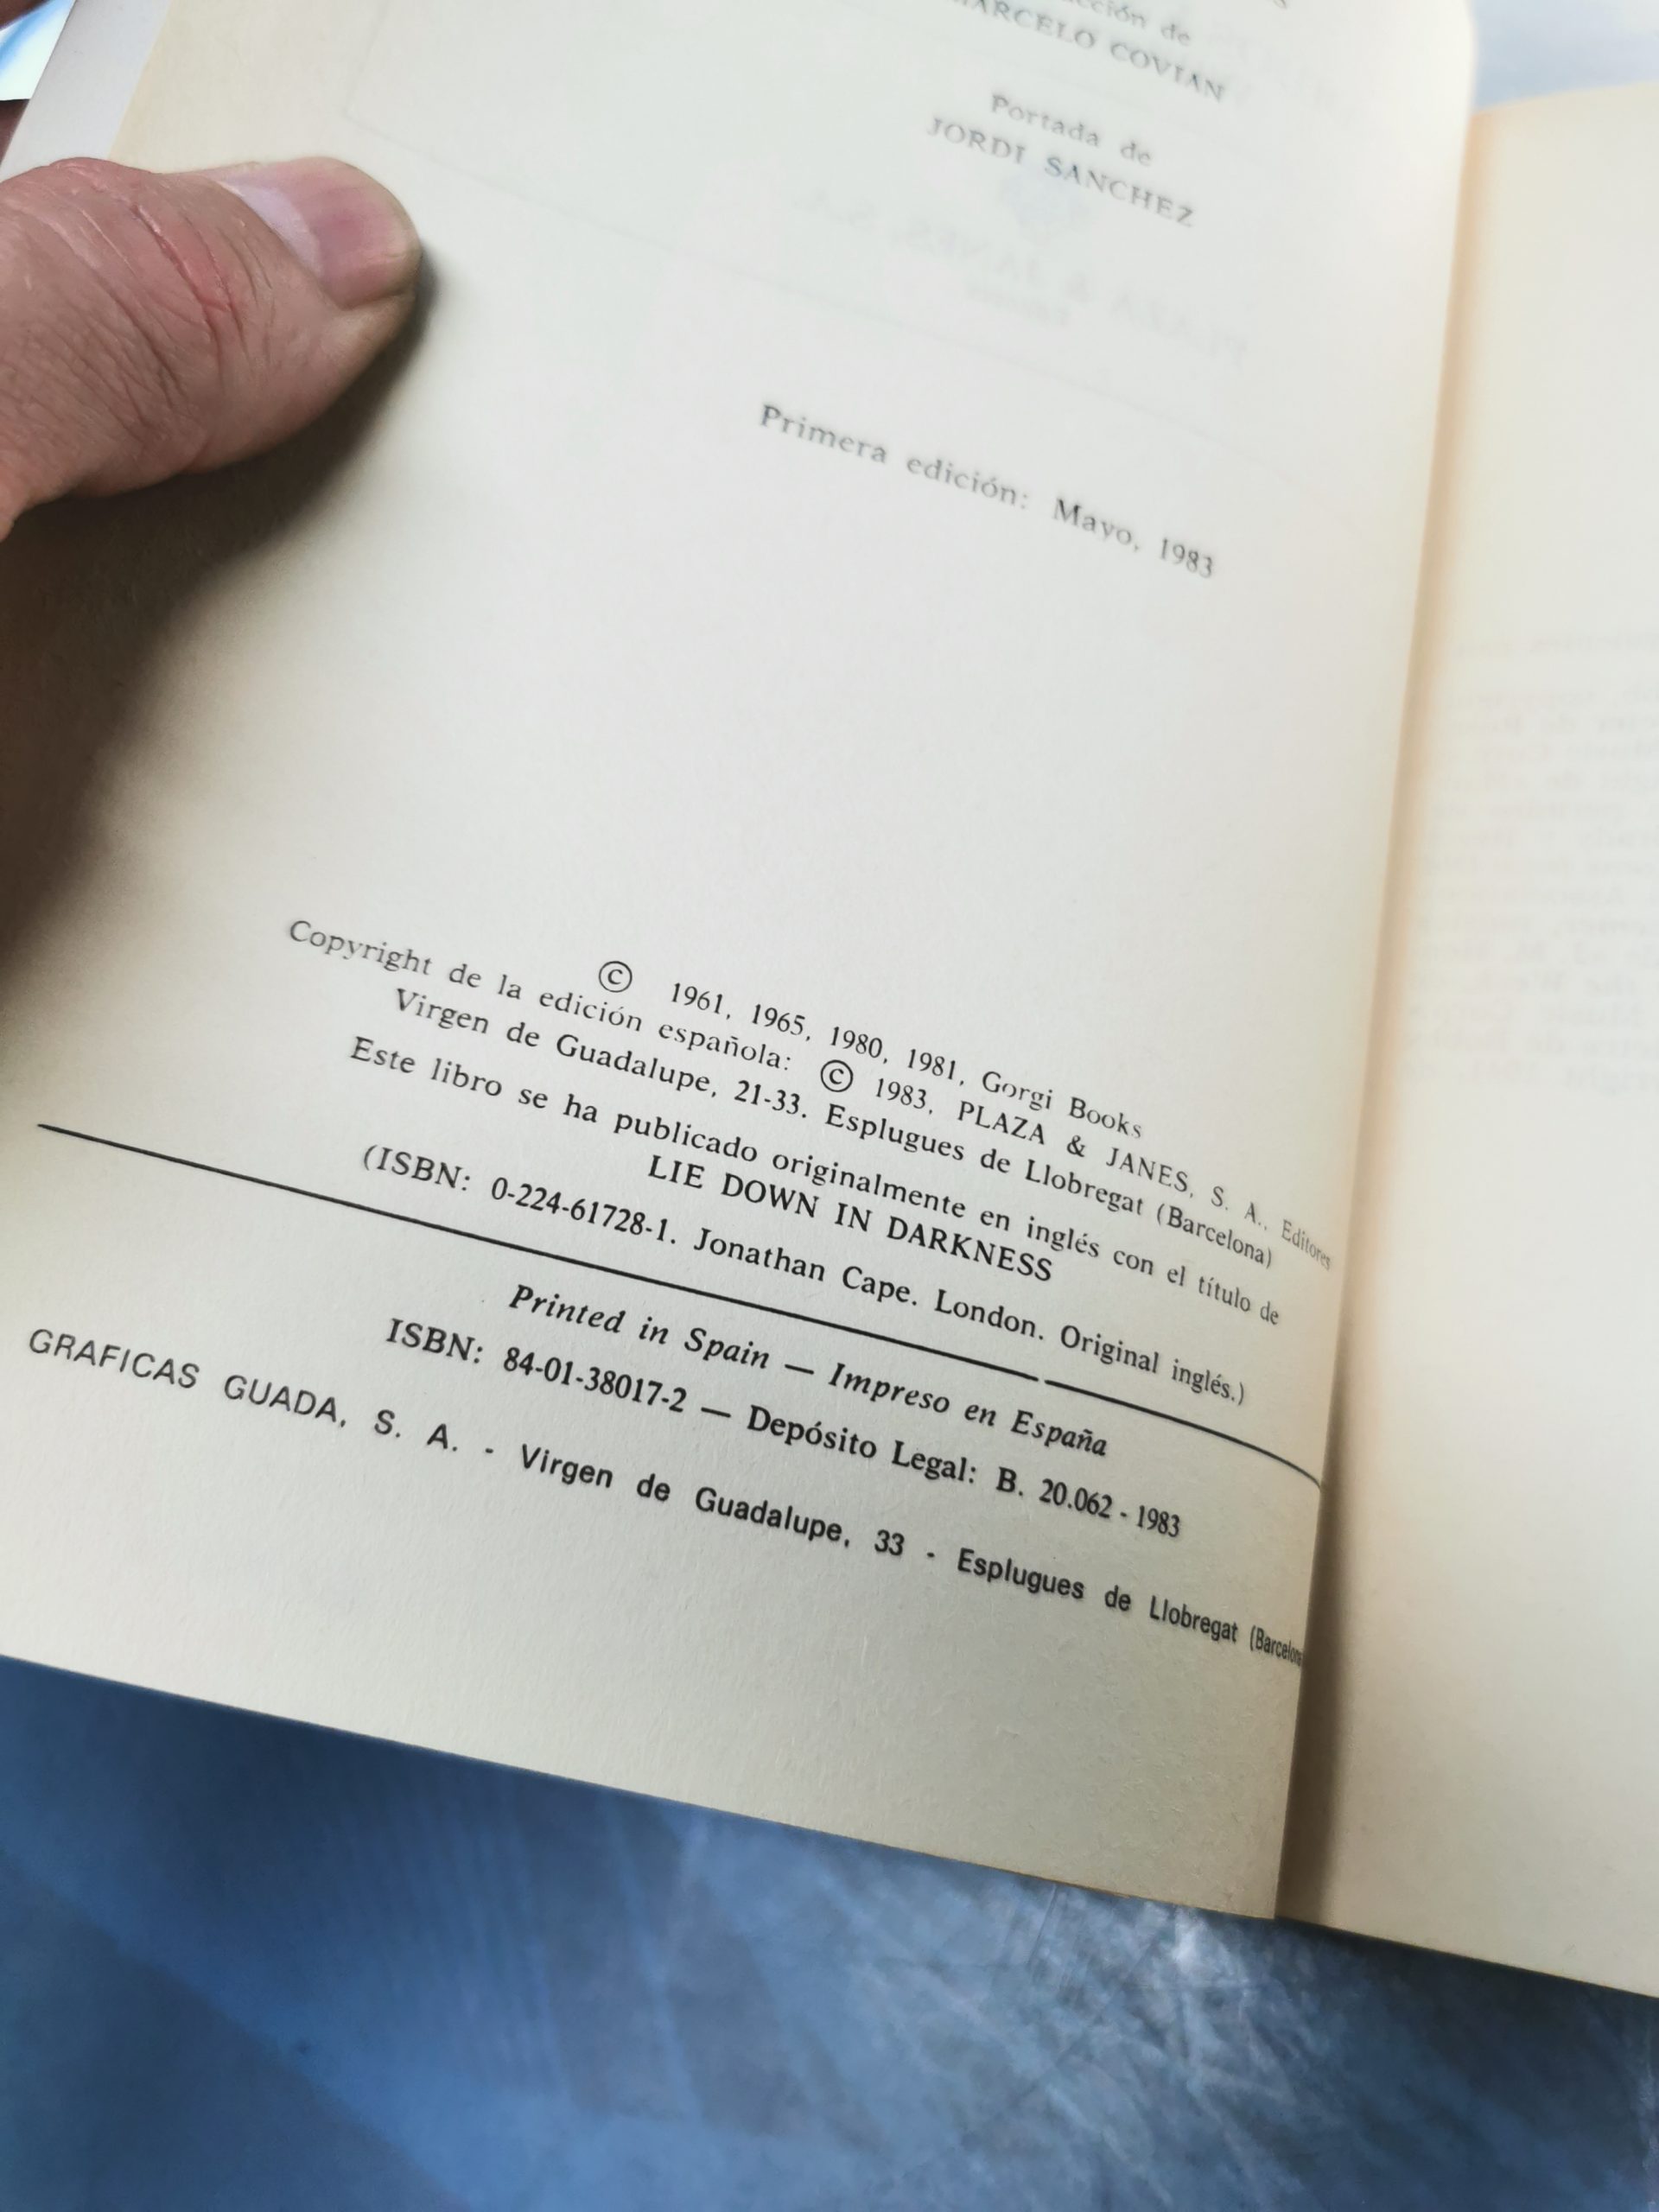 cción de
MARCELO COVIAN
Portada de
JORDI SANCHEZ
Primera edición: Mayo, 1983
© 1961, 1965, 1980, 1981, Gorgi Books
Copyright de la edición española: © 1983, PLAZA & JANES, S. A., Editores
Virgen de Guadalupe, 21-33. Esplugues de Llobregat (Barcelona)
Este libro se ha publicado originalmente en inglés con el título de
LIE DOWN IN DARKNESS
(ISBN: 0-224-61728-1. Jonathan Cape. London. Original inglés.)
Printed in Spain — Impreso en España
ISBN: 84-01-38017-2 — Depósito Legal: B. 20.062 - 1983
GRAFICAS GUADA, S. A. - Virgen de Guadalupe, 33 - Esplugues de Llobregat (Barcelona